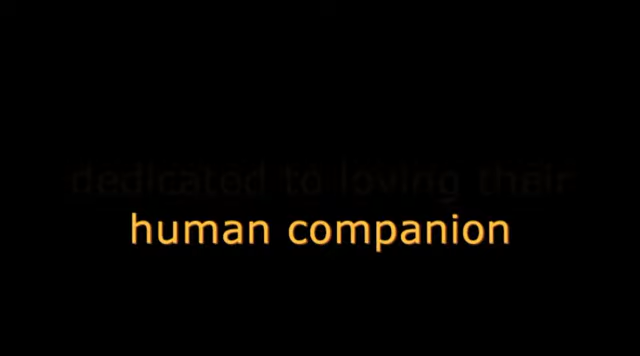 dedicated to loving their
human companion